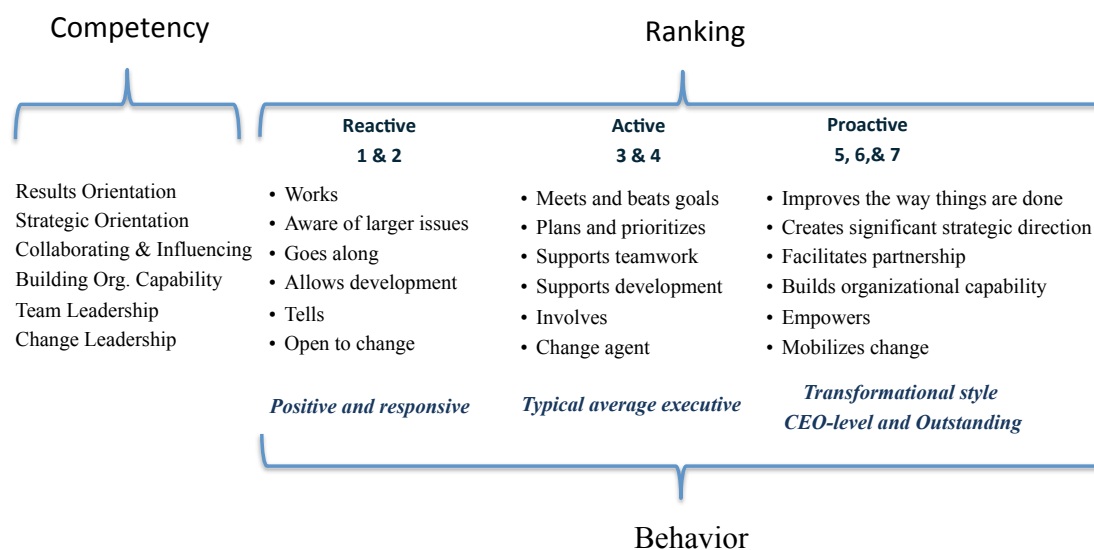 Competency
Ranking
Reactive
1 & 2
Active
3 & 4
Proactive
5, 6,& 7
Results Orientation
Strategic Orientation
Collaborating & Influencing
Building Org. Capability
Team Leadership
Change Leadership
• Works
• Aware of larger issues
• Goes along
• Allows development
• Tells
• Open to change
• Meets and beats goals
• Plans and prioritizes
• Supports teamwork
• Supports development
• Involves
• Change agent
• Improves the way things are done
• Creates significant strategic direction
• Facilitates partnership
• Builds organizational capability
• Empowers
• Mobilizes change
Positive and responsive
Typical average executive
Transformational style
CEO-level and Outstanding
Behavior